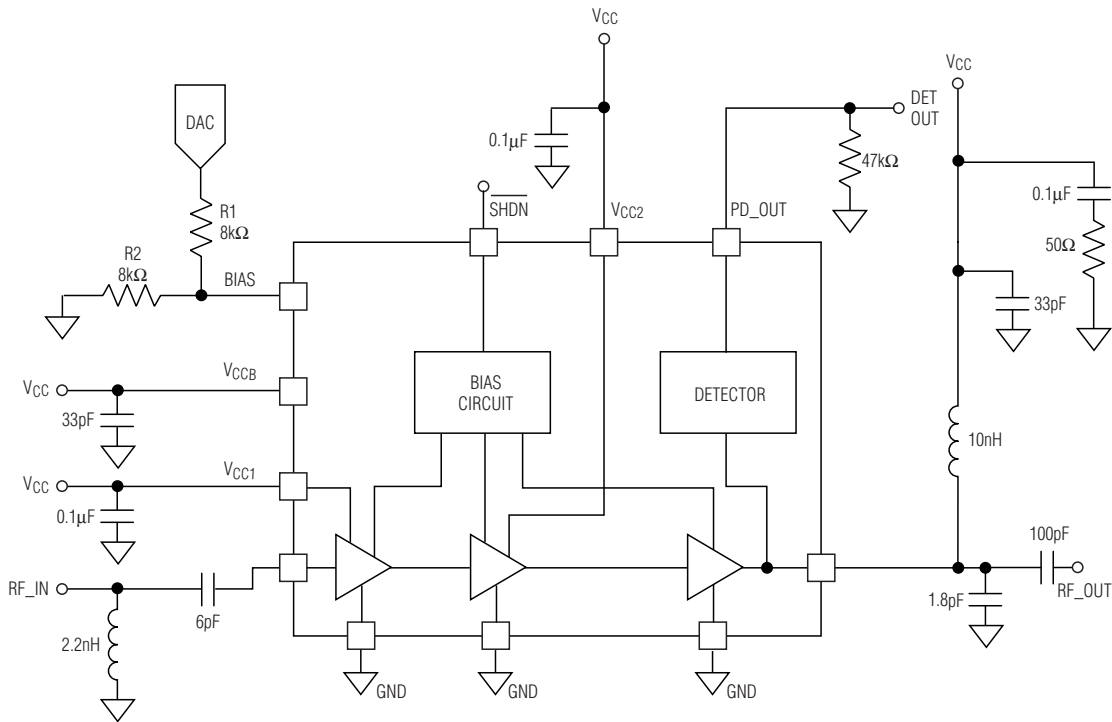 VCC
VCC
DAC
DET
OUT
0.1µF
47kΩ
0.1µF
SHDN
VCC2
PD_OUT
R1
8kΩ
50Ω
R2
8kΩ
BIAS
33pF
VCC
VCCB
BIAS
CIRCUIT
DETECTOR
33pF
10nH
VCC
VCC1
0.1µF
100pF
RF_IN
6pF
1.8pF
RF_OUT
2.2nH
GND
GND
GND